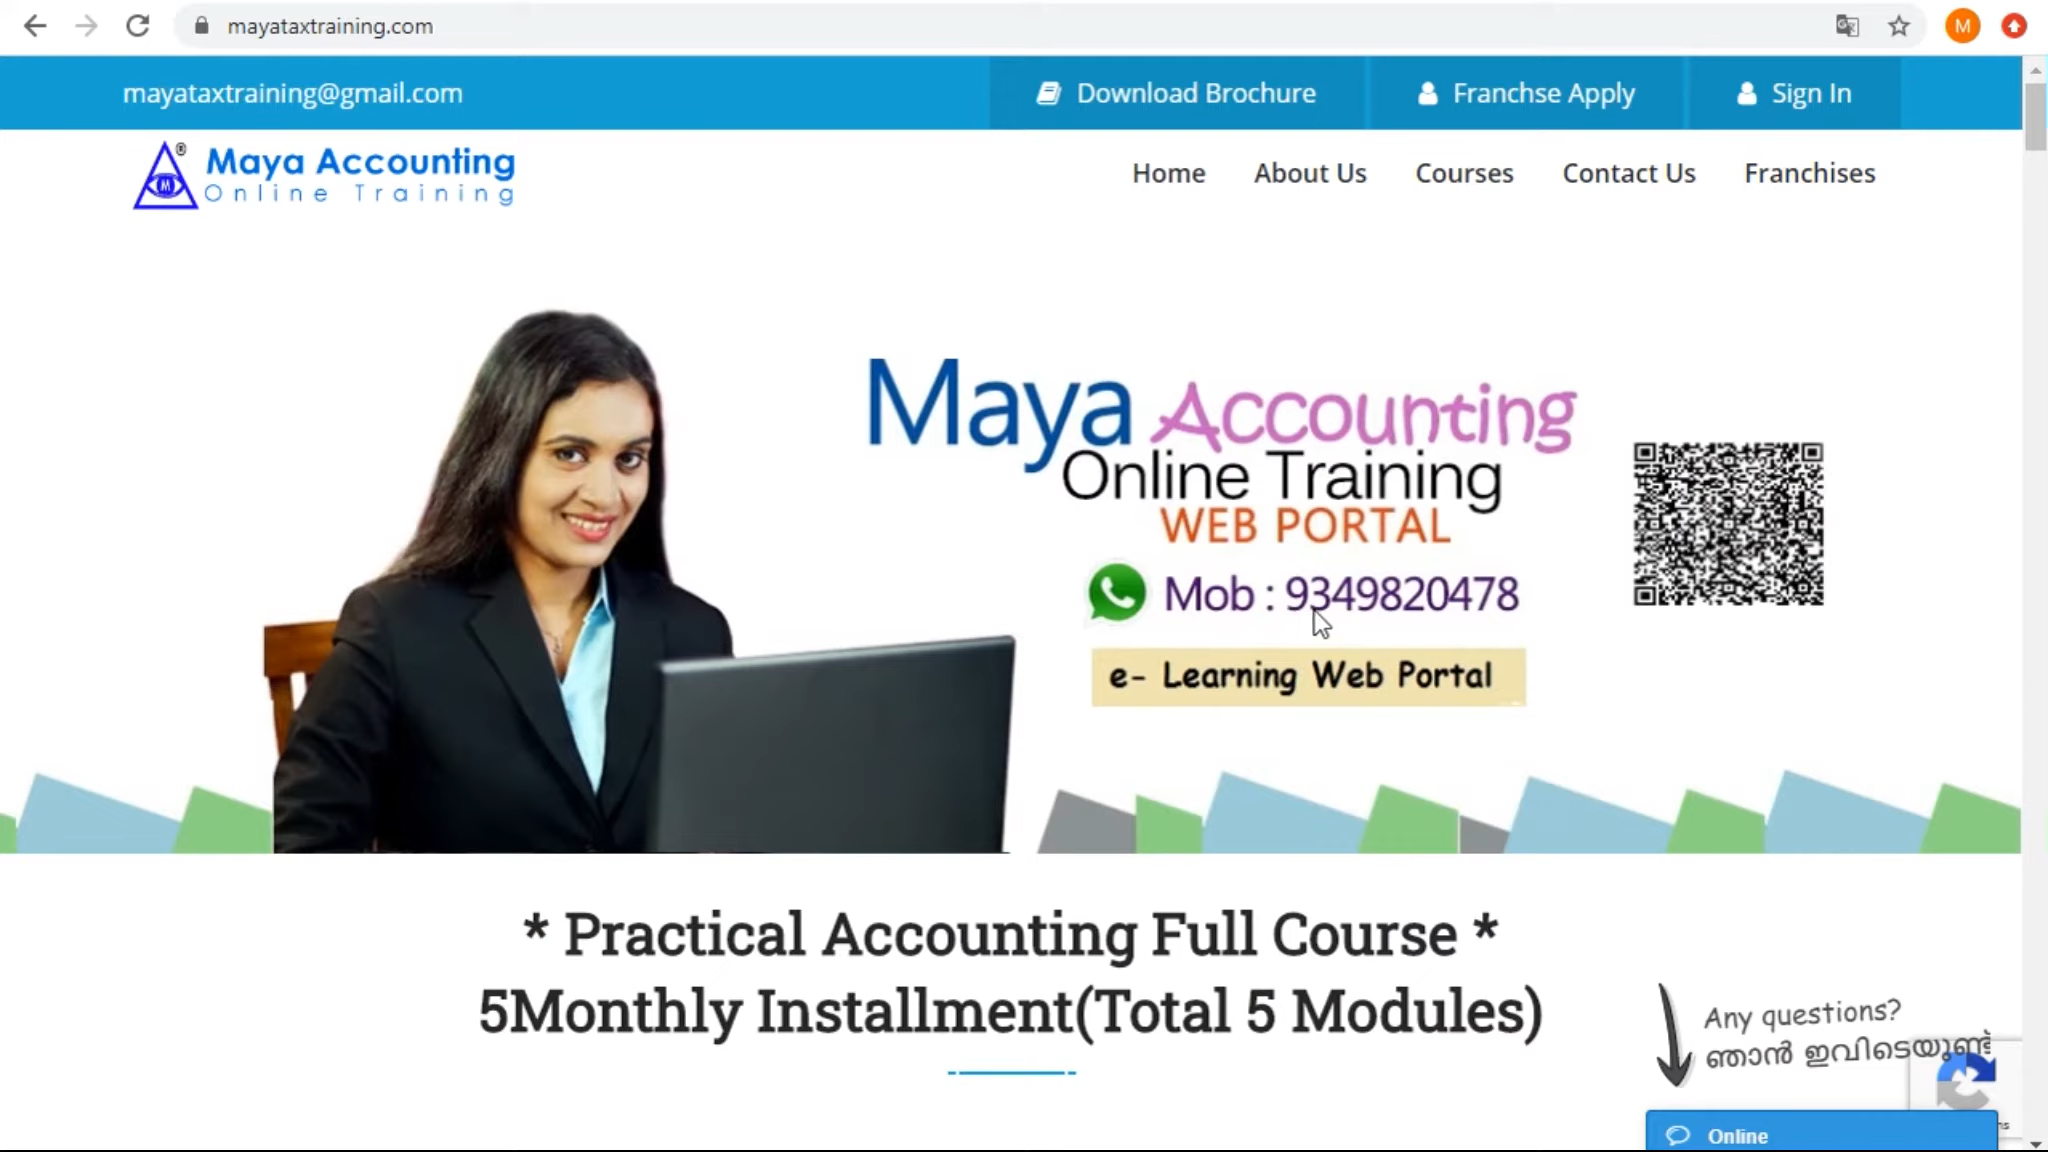 mayataxtraining.com
M
mayataxtraining@gmail.com
Download Brochure
Franchse Apply
Sign In
M
®
Maya Accounting
Online Training
Home
About Us
Courses
Contact Us
Franchises
Maya Accounting
Online Training
WEB PORTAL
Mob : 9349820478
e- Learning Web Portal
* Practical Accounting Full Course *
5Monthly Installment(Total 5 Modules)
Any questions?
ഞാൻ ഇവിടെയുണ്ട്
Online